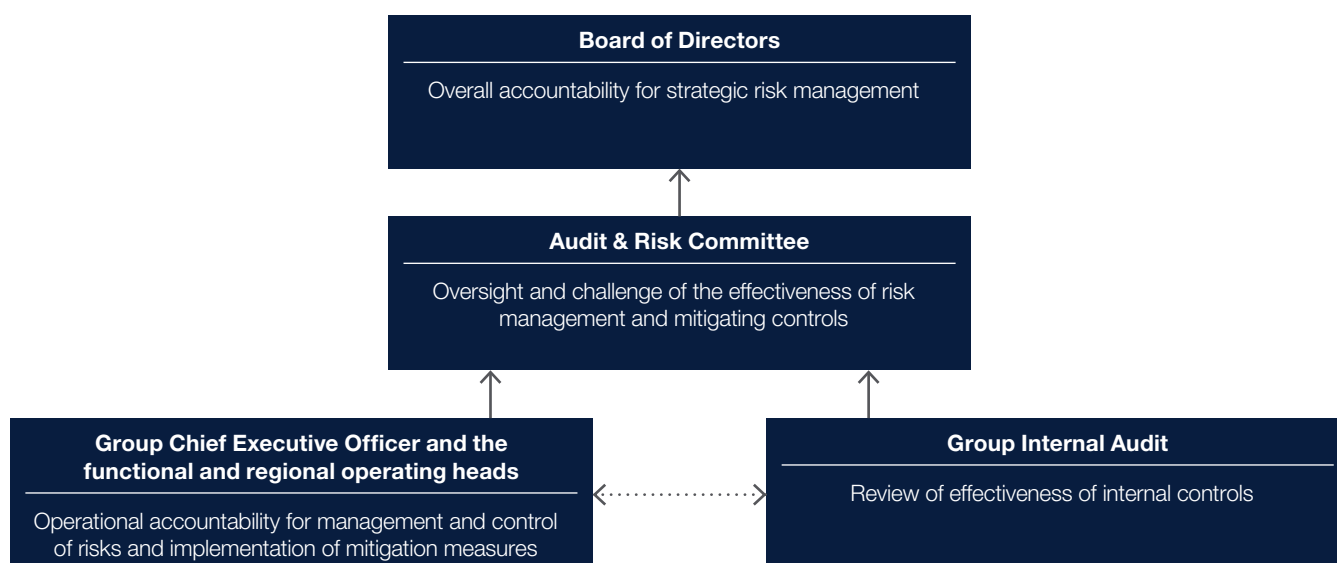 Board of Directors
Overall accountability for strategic risk management
Audit & Risk Committee
Oversight and challenge of the effectiveness of risk
management and mitigating controls
Group Chief Executive Officer and the
functional and regional operating heads
Operational accountability for management and control
of risks and implementation of mitigation measures
Group Internal Audit
Review of effectiveness of internal controls